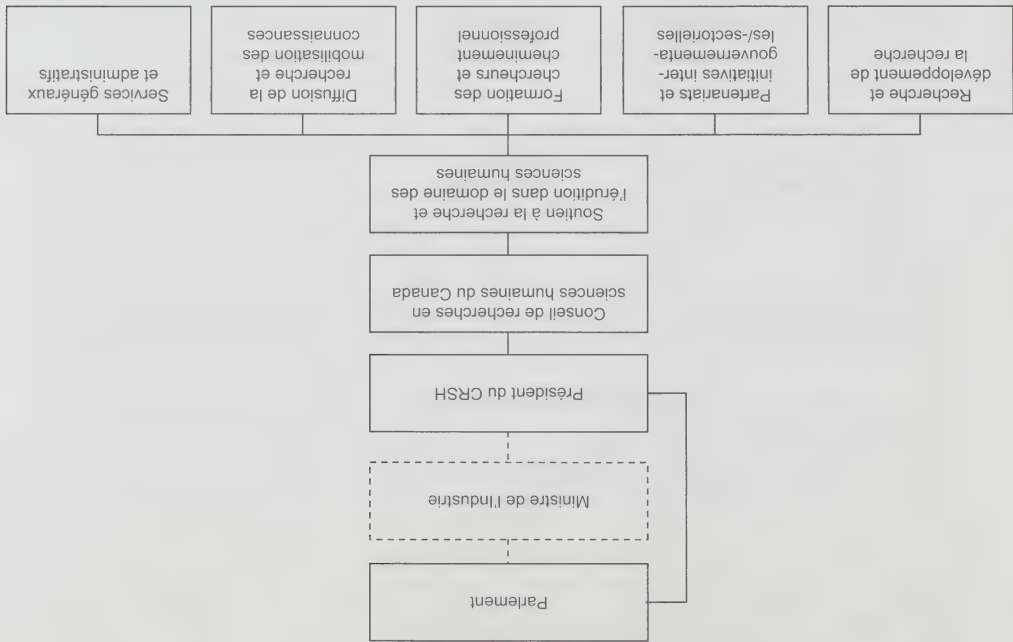 Parlement
Ministre de l'Industrie
Président du CRSH
Conseil de recherches en
sciences humaines du Canada
Soutien à la recherche et
l'érudition dans le domaine des
sciences humaines
Recherche et
développement de
la recherche
Partenariats et
initiatives inter-
gouvernementa-
les/-sectorielles
Formation des
chercheurs et
cheminement
professionnel
Diffusion de la
recherche et
mobilisation des
connaissances
Services généraux
et administratifs